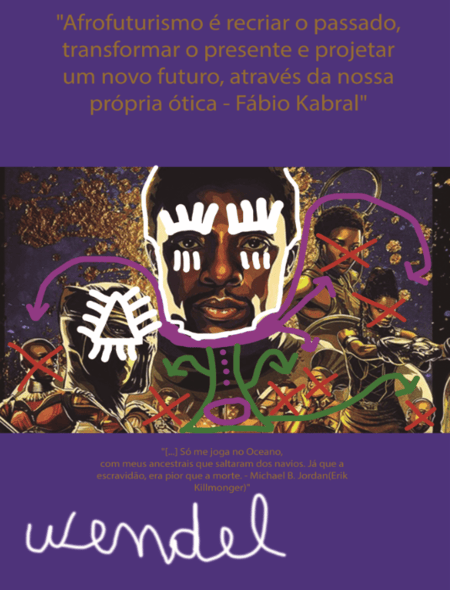 "Afrofuturismo é recriar o passado,
transformar o presente e projetar
um novo futuro, através da nossa
própria ótica - Fábio Kabral"
"[...] Só me joga no Oceano,
com meus ancestrais que saltaram dos navios. Já que a
escravidão, era pior que a morte. - Michael B. Jordan(Erik
Killmonger)"
wendel